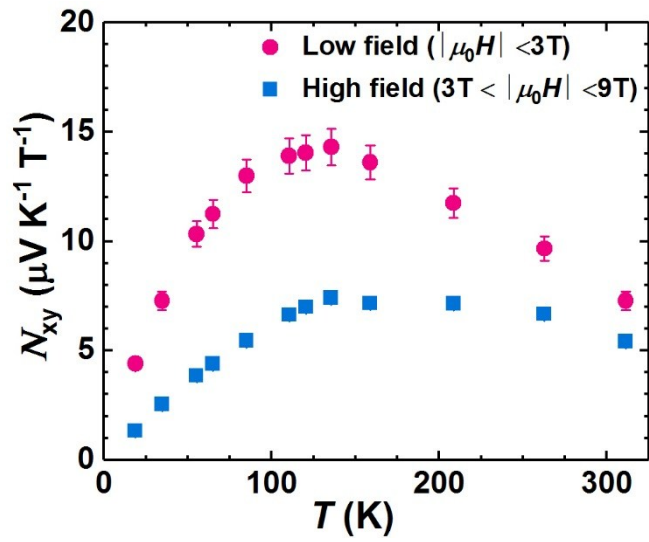 20
15
10
5
0
Low field (|μ₀H| <3T)
High field (3T < |μ₀H| <9T)
Nxy (μV K⁻¹ T⁻¹)
0 100 200 300
T (K)